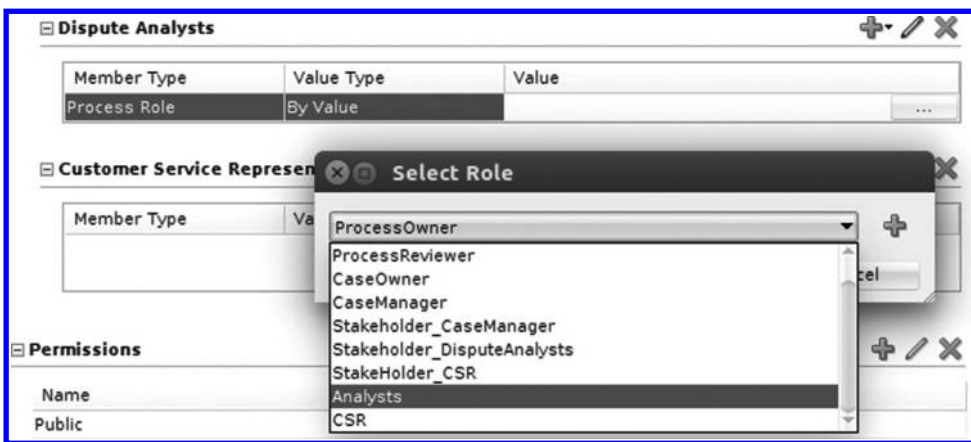 Dispute Analysts
Member Type Value Type Value
Process Role By Value ...
Customer Service Represen
Select Role
Member Type Va
ProcessOwner
ProcessReviewer
CaseOwner
cel
CaseManager
Stakeholder_CaseManager
Stakeholder_DisputeAnalysts
Permissions
StakeHolder_CSR
Name
Analysts
Public
CSR